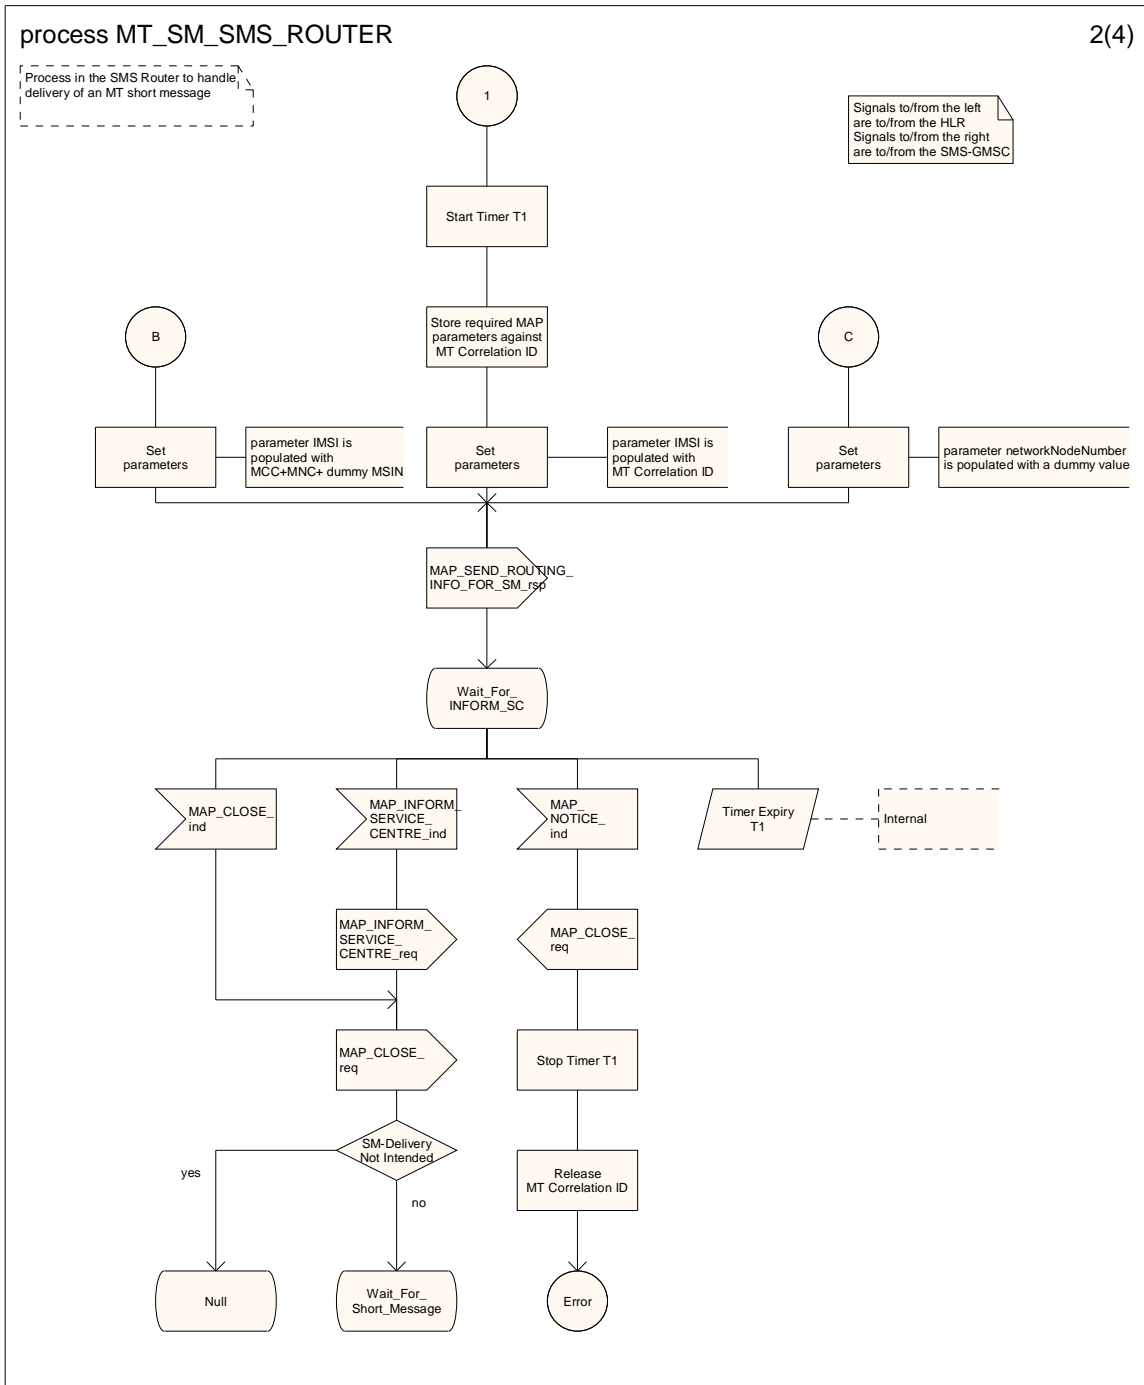 process MT_SM_SMS_ROUTER
2(4)
Process in the SMS Router to handle
delivery of an MT short message
1
Signals to/from the left
are to/from the HLR
Signals to/from the right
are to/from the SMS-GMSC
Start Timer T1
B
Store required MAP
parameters against
MT Correlation ID
C
Set
parameters
parameter IMSI is
populated with
MCC+MNC+ dummy MSIN
Set
parameters
parameter IMSI is
populated with
MT Correlation ID
Set
parameters
parameter networkNodeNumber
is populated with a dummy value
MAP_SEND_ROUTING_
INFO_FOR_SM_rsp
Wait_For_
INFORM_SC
MAP_CLOSE_
ind
MAP_INFORM_
SERVICE_
CENTRE_ind
MAP_
NOTICE_
ind
Timer Expiry
T1
Internal
MAP_INFORM_
SERVICE_
CENTRE_req
MAP_CLOSE_
req
MAP_CLOSE_
req
Stop Timer T1
SM-Delivery
Not Intended
yes
no
Release
MT Correlation ID
Null
Wait_For_
Short_Message
Error